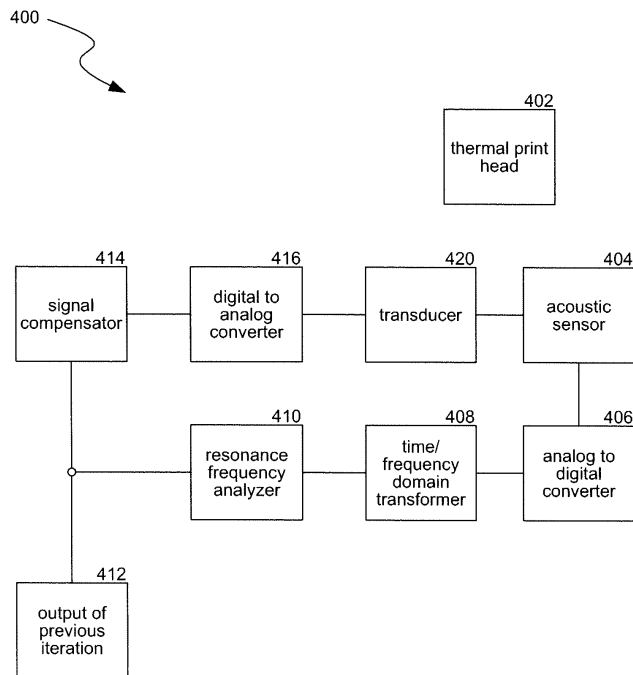 400
402
thermal print
head
414
signal
compensator
416
digital to
analog
converter
420
transducer
404
acoustic
sensor
410
resonance
frequency
analyzer
408
time/
frequency
domain
transformer
406
analog to
digital
converter
412
output of
previous
iteration